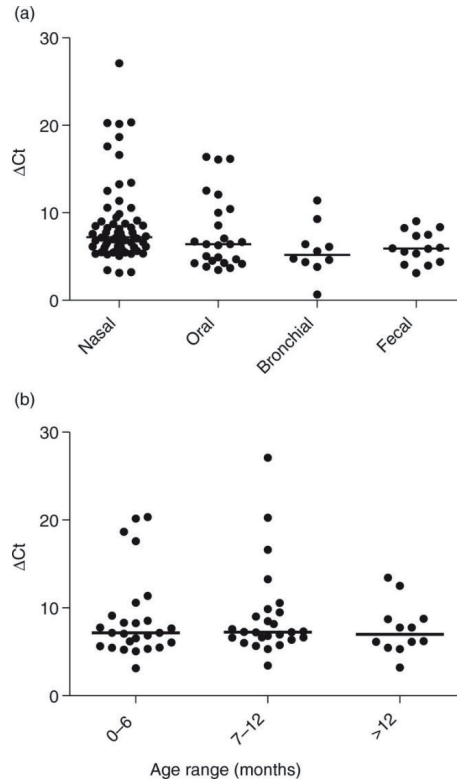 (a)
30
20
10
0
ΔCt
Nasal
Oral
Bronchial
Fecal
(b)
30
20
10
0
ΔCt
0–6
7–12
>12
Age range (months)